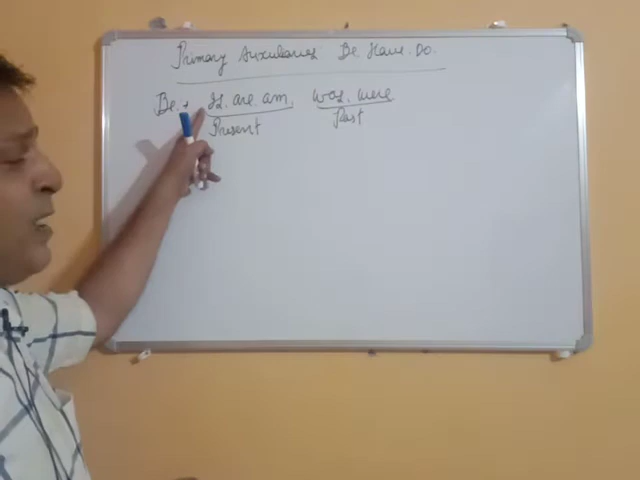 Primary Auxiliaries Be. Have. Do.
Be. → Is. are. am. was. were
Present Past